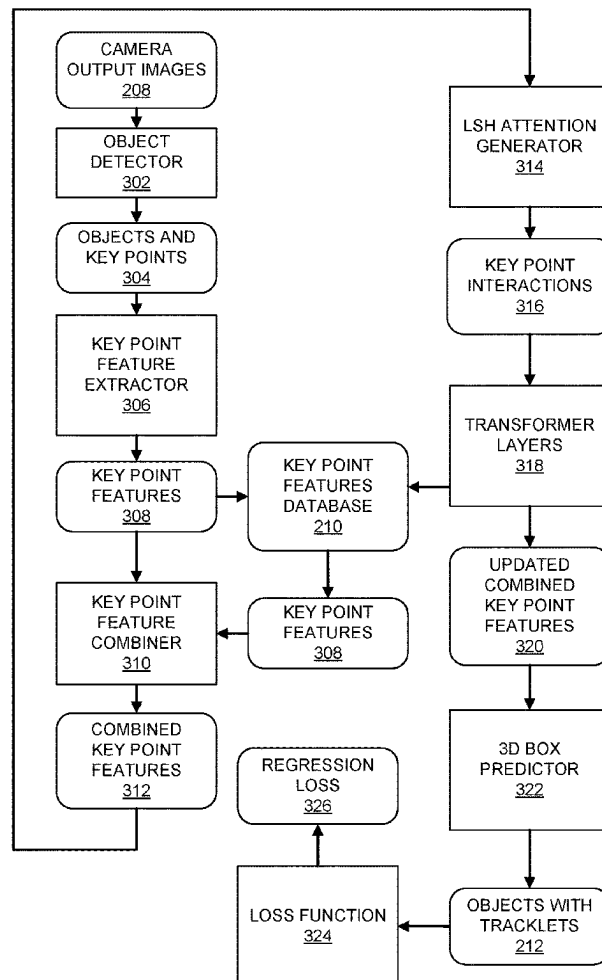 CAMERA
OUTPUT IMAGES
208
OBJECT
DETECTOR
302
OBJECTS AND
KEY POINTS
304
KEY POINT
FEATURE
EXTRACTOR
306
KEY POINT
FEATURES
308
KEY POINT
FEATURE
COMBINER
310
COMBINED
KEY POINT
FEATURES
312
KEY POINT
FEATURES
DATABASE
210
KEY POINT
FEATURES
308
LSH ATTENTION
GENERATOR
314
KEY POINT
INTERACTIONS
316
TRANSFORMER
LAYERS
318
UPDATED
COMBINED
KEY POINT
FEATURES
320
3D BOX
PREDICTOR
322
OBJECTS WITH
TRACKLETS
212
LOSS FUNCTION
324
REGRESSION
LOSS
326